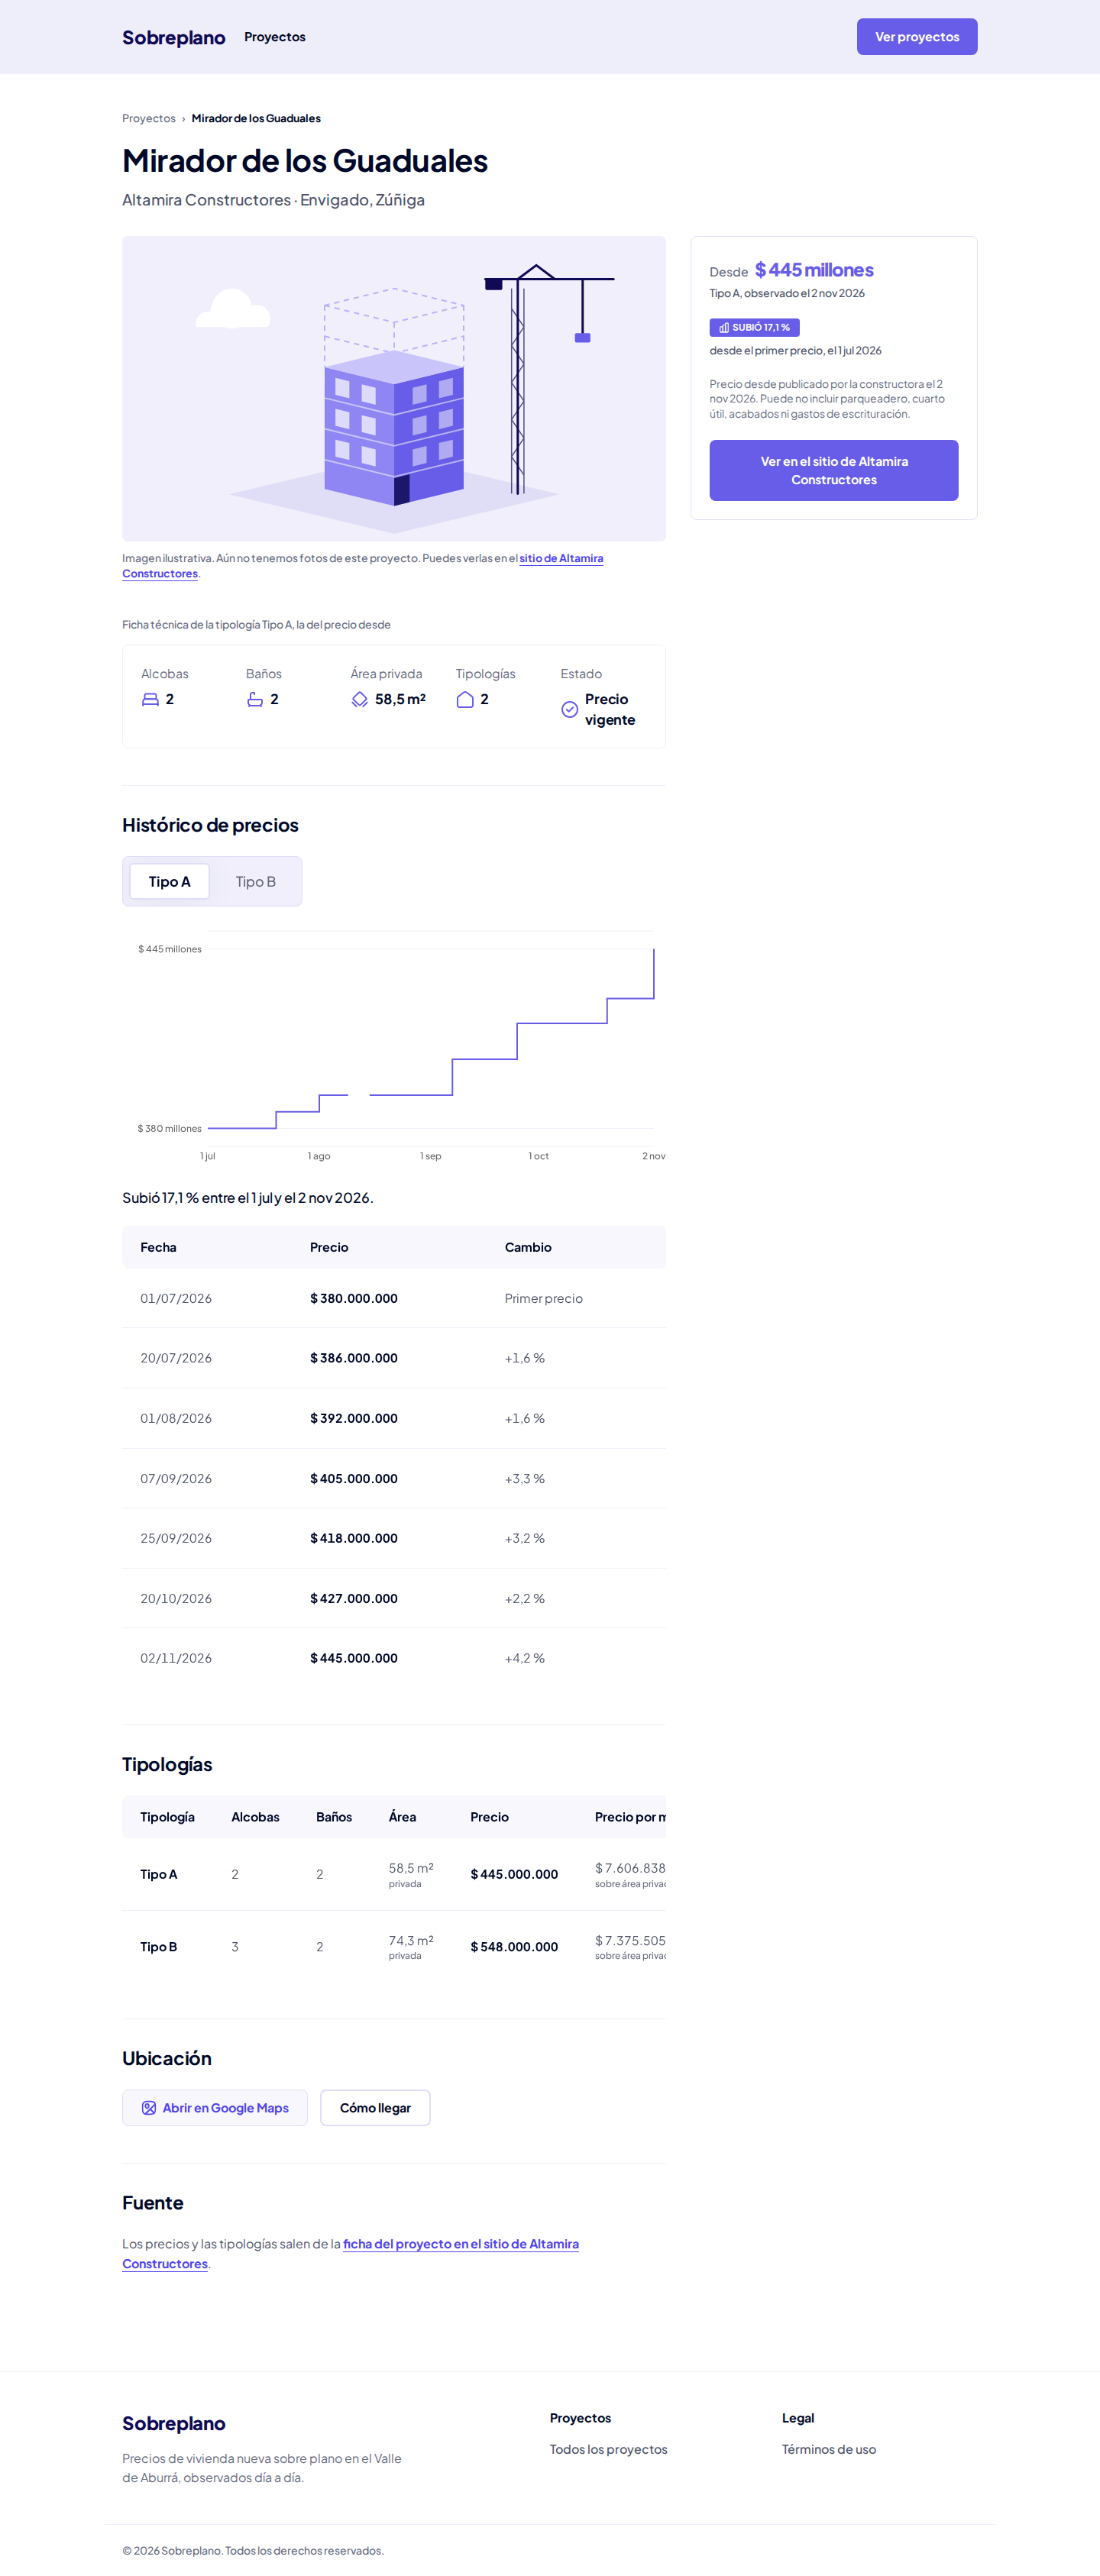 Sobreplano Proyectos Ver proyectos
Proyectos › Mirador de los Guaduales
Mirador de los Guaduales
Altamira Constructores · Envigado, Zúñiga
Desde $ 445 millones
Tipo A, observado el 2 nov 2026
SUBIÓ 17,1 %
desde el primer precio, el 1 jul 2026
Precio desde publicado por la constructora el 2
nov 2026. Puede no incluir parqueadero, cuarto
útil, acabados ni gastos de escrituración.
Ver en el sitio de Altamira
Constructores
Imagen ilustrativa. Aún no tenemos fotos de este proyecto. Puedes verlas en el sitio de Altamira
Constructores.
Ficha técnica de la tipología Tipo A, la del precio desde
Alcobas Baños Área privada Tipologías Estado
2 2 58,5 m² 2 Precio
vigente
Histórico de precios
Tipo A Tipo B
$ 445 millones
$ 380 millones
1 jul 1 ago 1 sep 1 oct 2 nov
Subió 17,1 % entre el 1 jul y el 2 nov 2026.
Fecha Precio Cambio
01/07/2026 $ 380.000.000 Primer precio
20/07/2026 $ 386.000.000 +1,6 %
01/08/2026 $ 392.000.000 +1,6 %
07/09/2026 $ 405.000.000 +3,3 %
25/09/2026 $ 418.000.000 +3,2 %
20/10/2026 $ 427.000.000 +2,2 %
02/11/2026 $ 445.000.000 +4,2 %
Tipologías
Tipología Alcobas Baños Área Precio Precio por
Tipo A 2 2 58,5 m² $ 445.000.000 $ 7.606.838
privada sobre área
Tipo B 3 2 74,3 m² $ 548.000.000 $ 7.375.505
privada sobre área
Ubicación
Abrir en Google Maps Cómo llegar
Fuente
Los precios y las tipologías salen de la ficha del proyecto en el sitio de Altamira
Constructores.
Sobreplano Proyectos Legal
Todos los proyectos Términos de uso
Precios de vivienda nueva sobre plano en el Valle
de Aburrá, observados día a día.
© 2026 Sobreplano. Todos los derechos reservados.